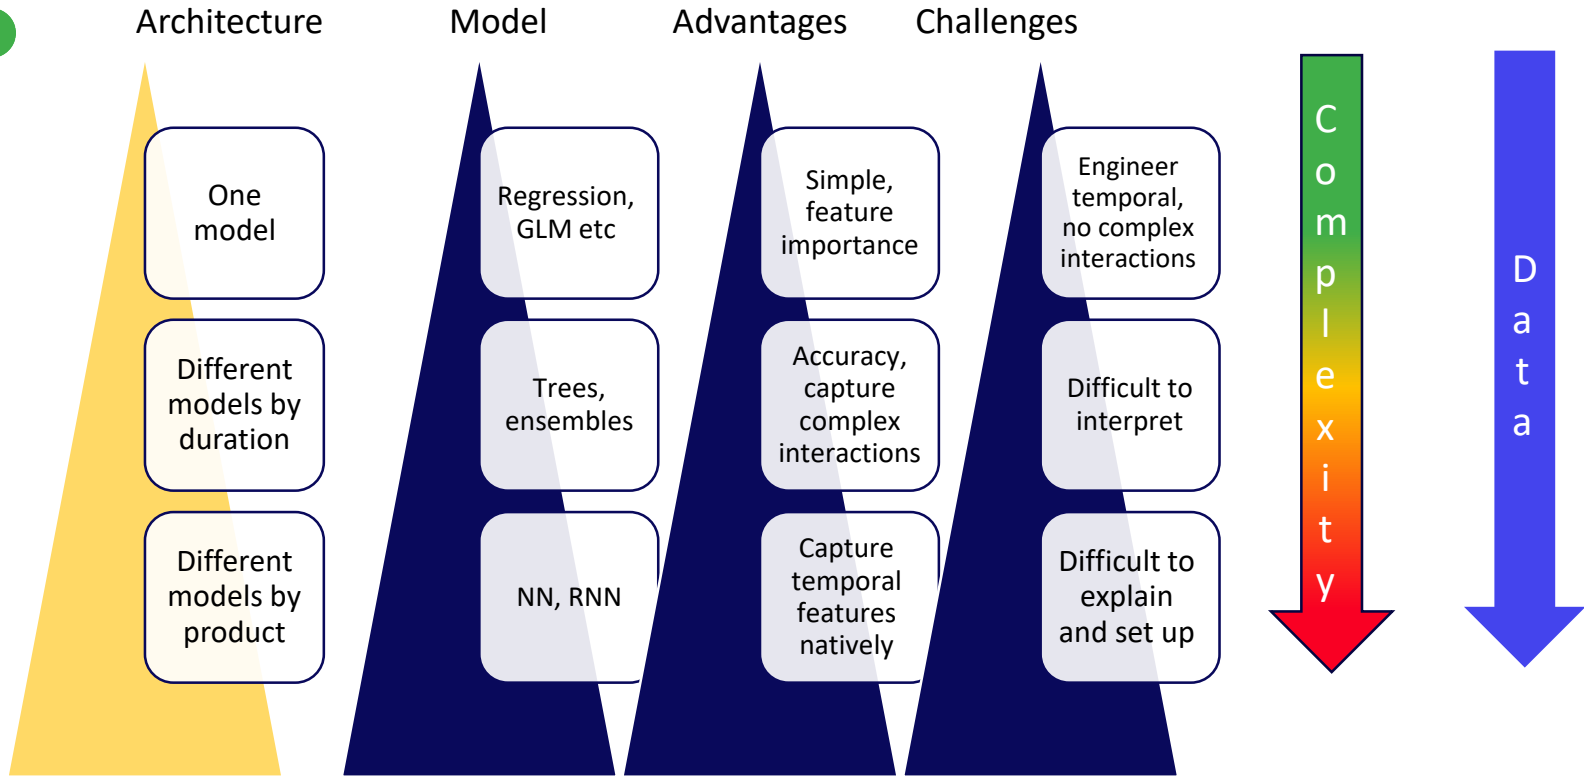 Architecture
Model
Advantages
Challenges
One
model
Regression,
GLM etc
Simple,
feature
importance
Engineer
temporal,
no complex
interactions
Different
models by
duration
Trees,
ensembles
Accuracy,
capture
complex
interactions
Difficult to
interpret
Different
models by
product
NN, RNN
Capture
temporal
features
natively
Difficult to
explain
and set up
Complexity
Data